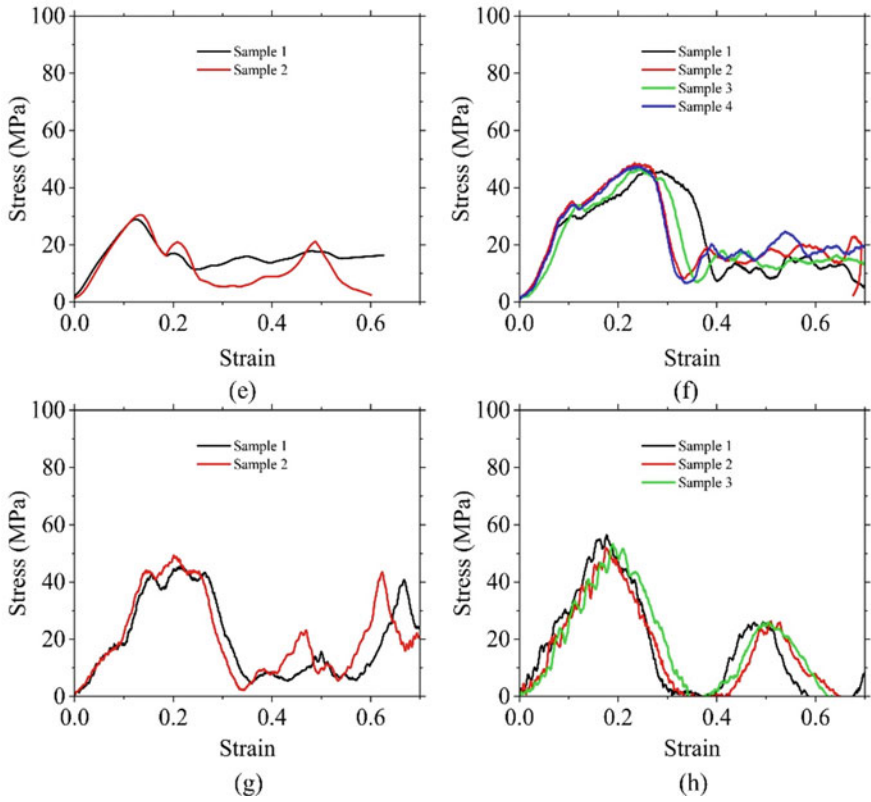 100
80
60
40
20
0
Stress (MPa)
Sample 1
Sample 2
0.0 0.2 0.4 0.6
Strain
(e)
100
80
60
40
20
0
Stress (MPa)
Sample 1
Sample 2
Sample 3
Sample 4
0.0 0.2 0.4 0.6
Strain
(f)
100
80
60
40
20
0
Stress (MPa)
Sample 1
Sample 2
0.0 0.2 0.4 0.6
Strain
(g)
100
80
60
40
20
0
Stress (MPa)
Sample 1
Sample 2
Sample 3
0.0 0.2 0.4 0.6
Strain
(h)